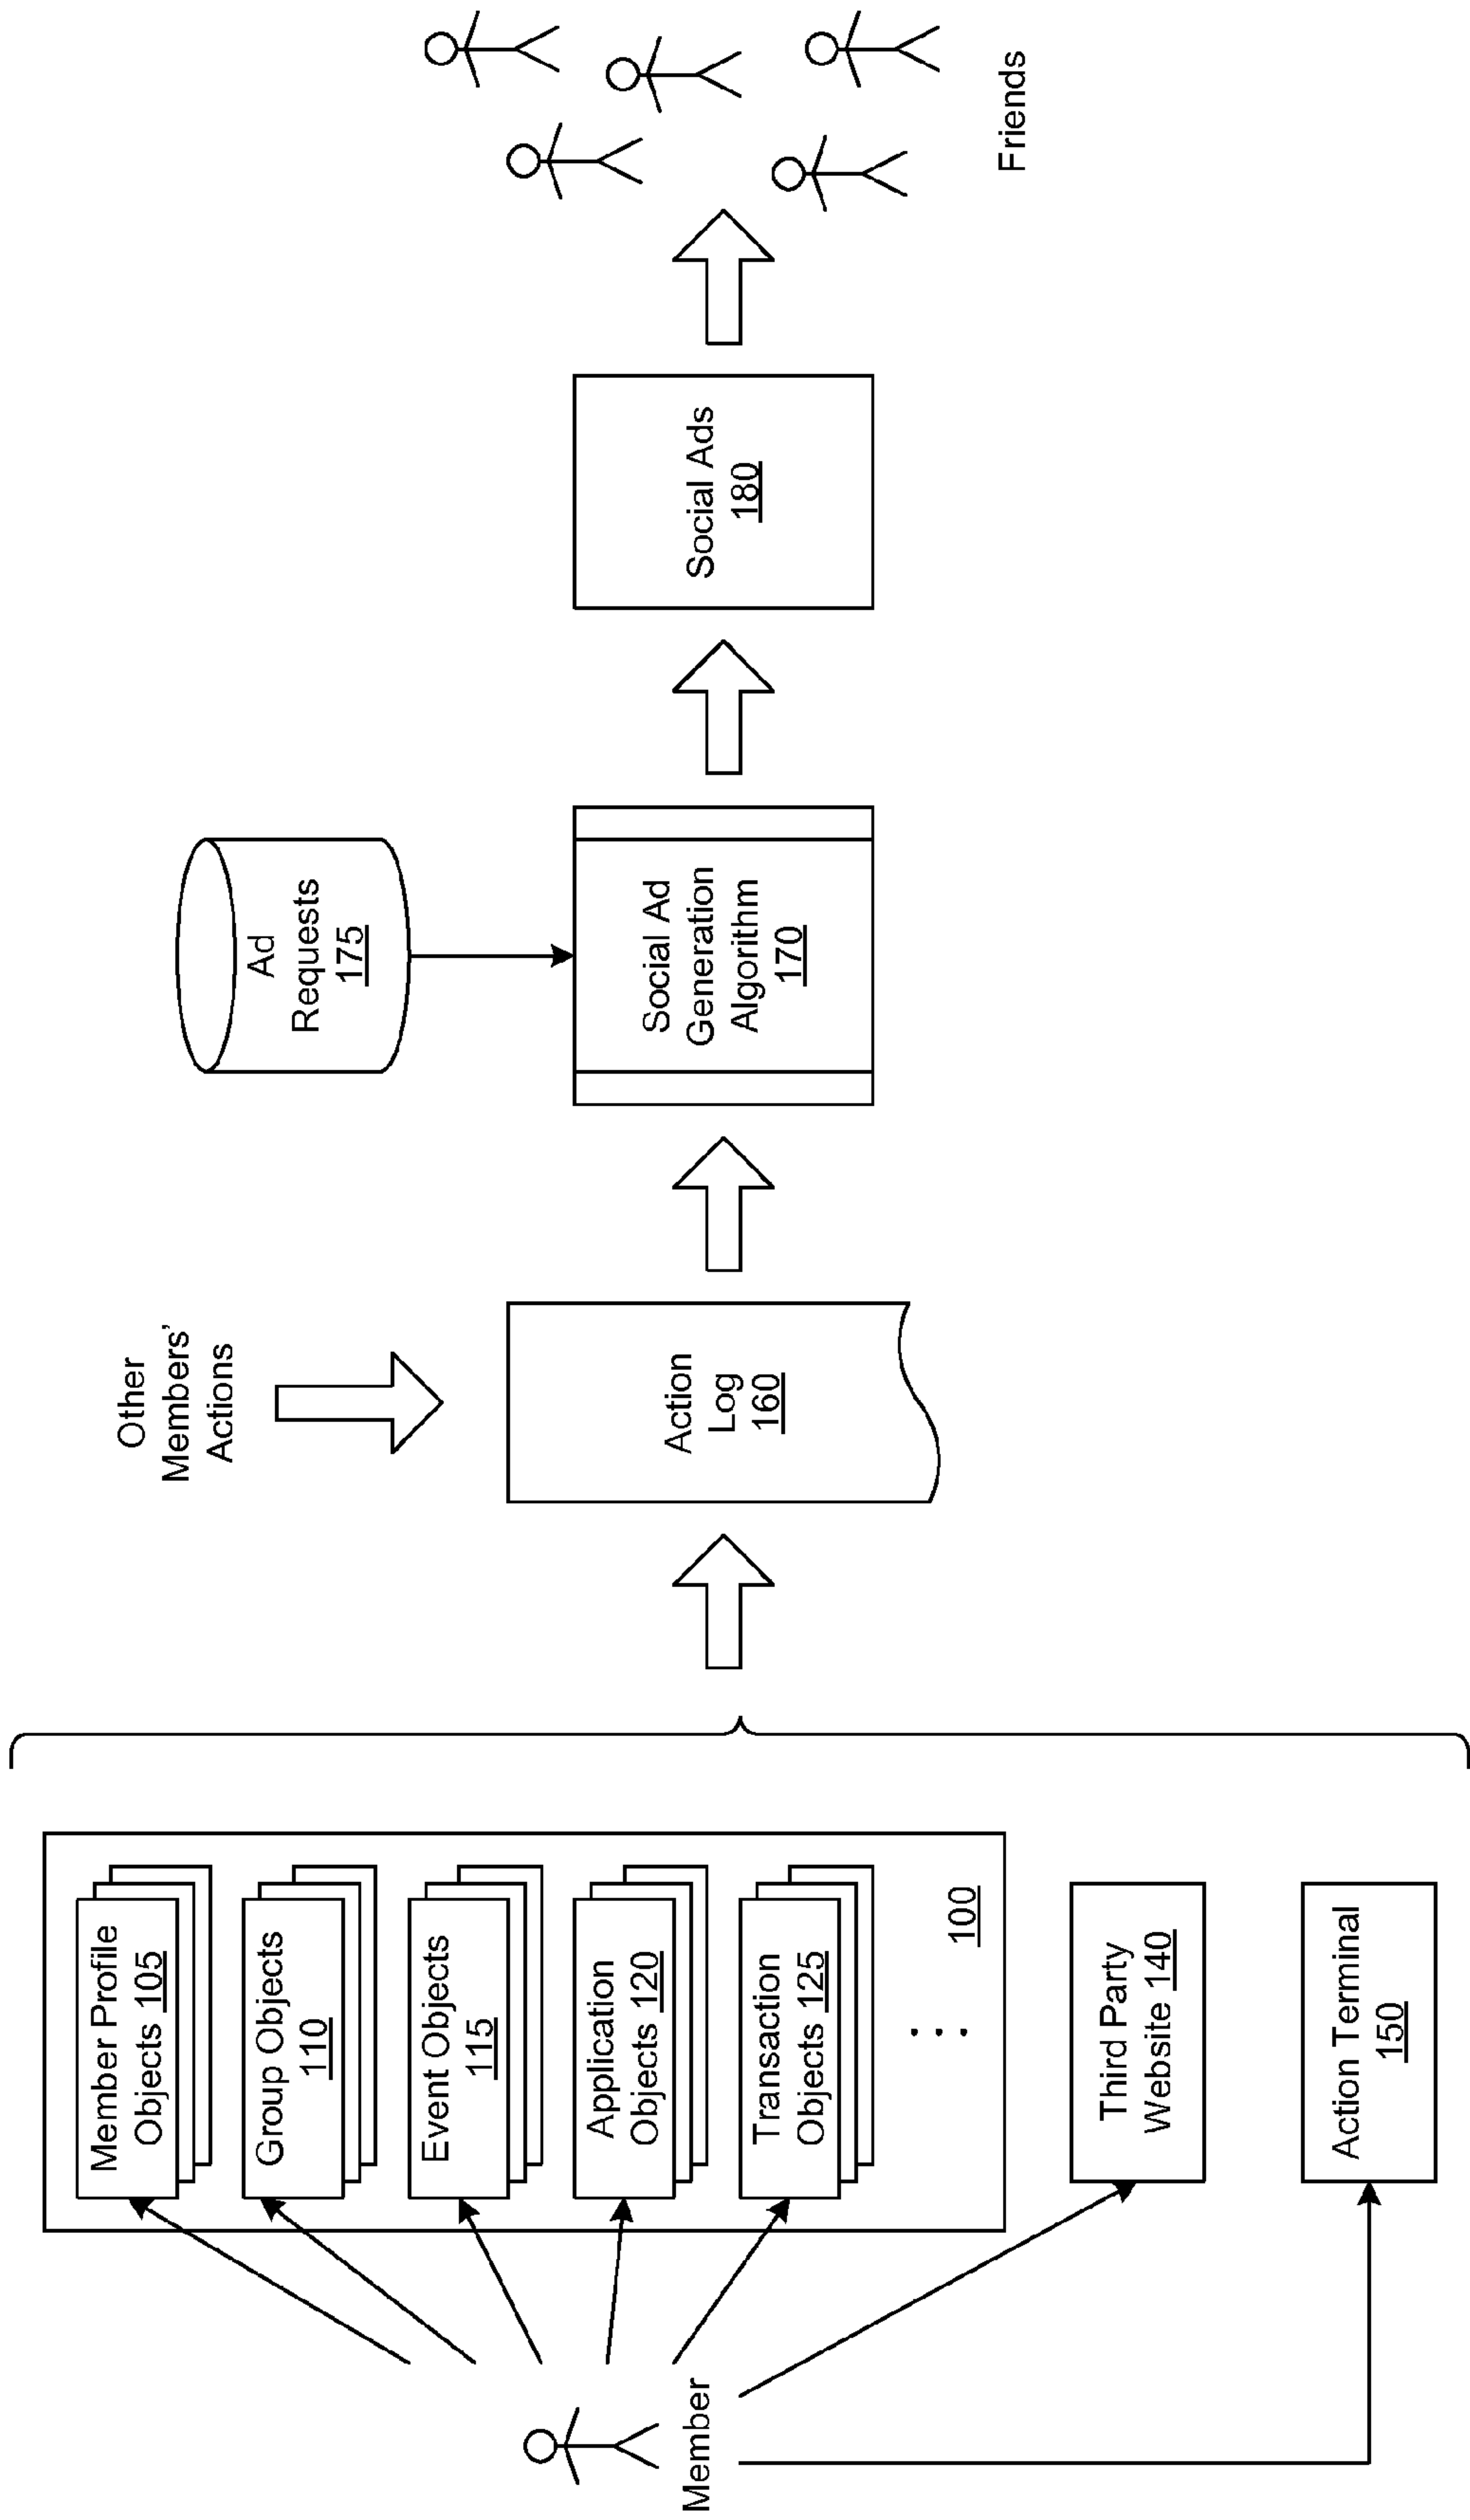 Member
Member Profile
Objects 105
Group Objects
110
Event Objects
115
Application
Objects 120
Transaction
Objects 125
. . .
100
Third Party
Website 140
Action Terminal
150
Other
Members'
Actions
Action
Log
160
Ad
Requests
175
Social Ad
Generation
Algorithm
170
Social Ads
180
Friends